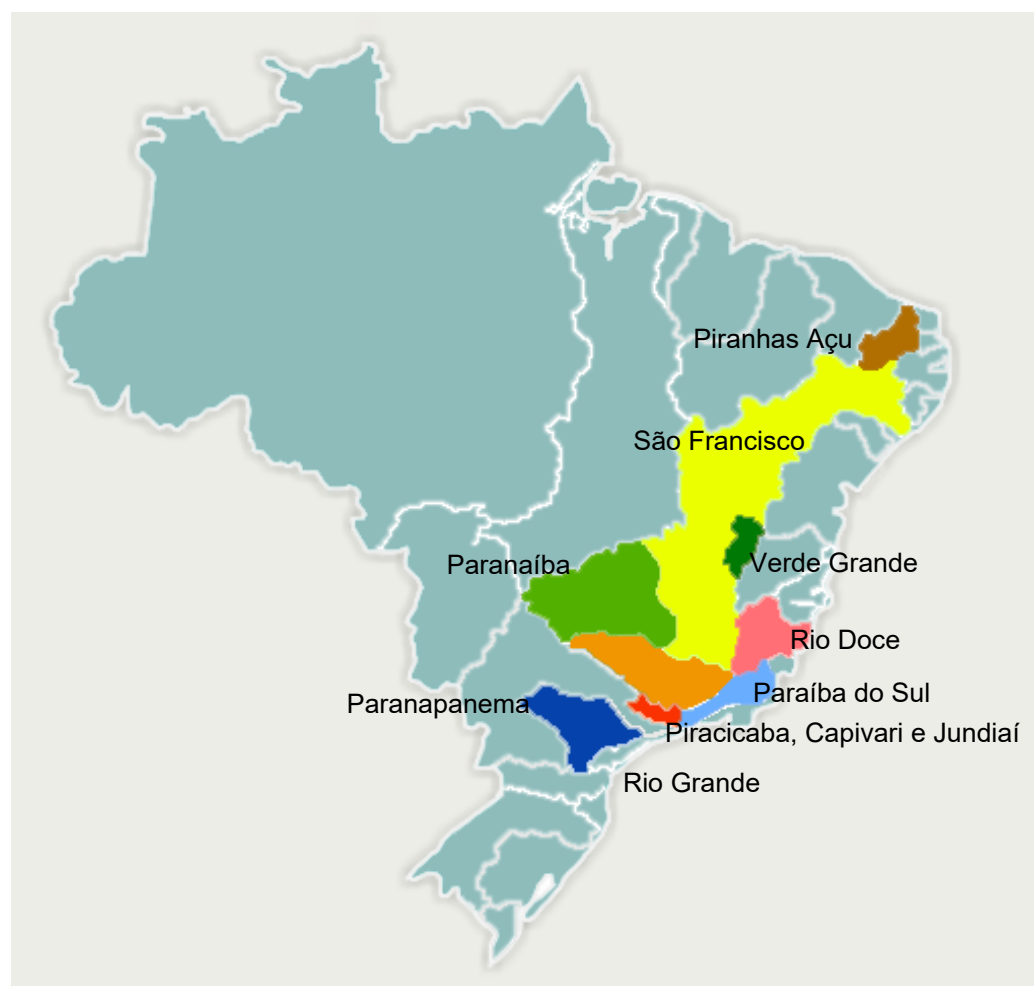 Piranhas Açu
São Francisco
Paranaíba
Verde Grande
Rio Doce
Paraíba do Sul
Paranapanema
Piracicaba, Capivari e Jundiaí
Rio Grande